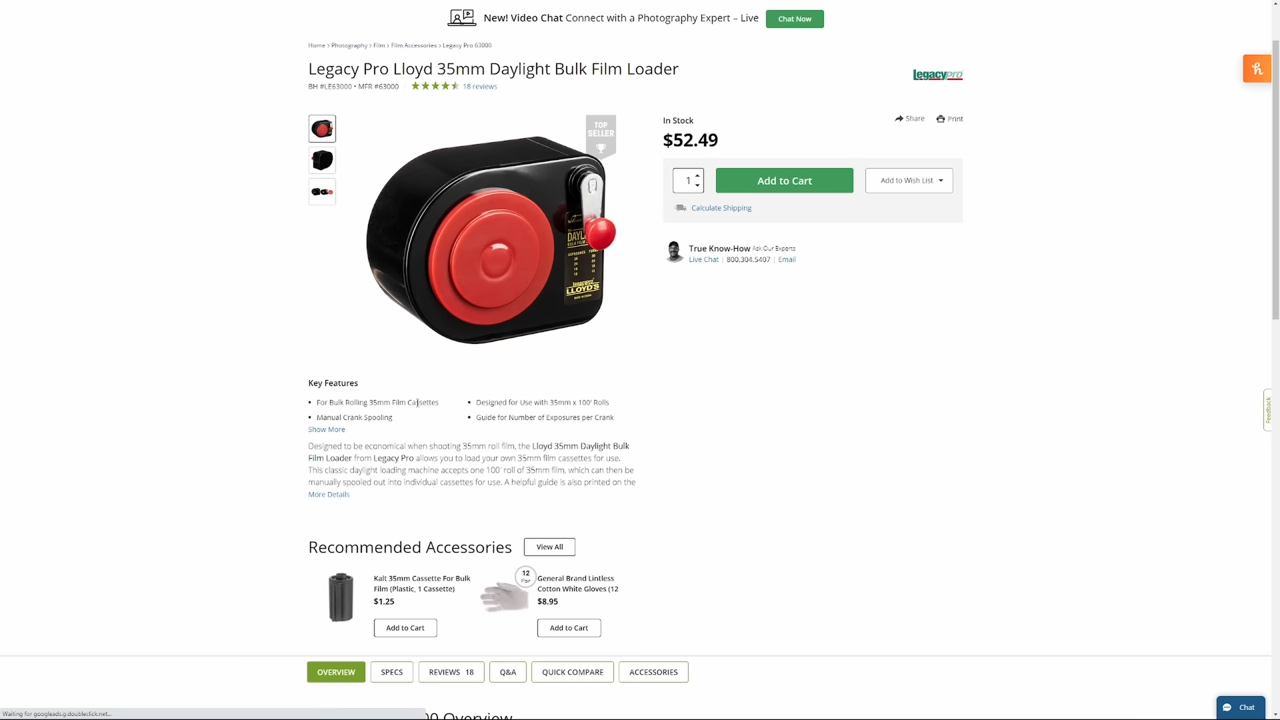 New! Video Chat Connect with a Photography Expert – Live
Chat Now
Home > Photography > Film > Film Accessories > Legacy Pro 63000
Legacy Pro Lloyd 35mm Daylight Bulk Film Loader
legacypro
BH #LE63000 • MFR #63000
18 reviews
TOP
SELLER
In Stock
Share
Print
$52.49
1
Add to Cart
Add to Wish List
Calculate Shipping
True Know-How Ask Our Experts
Live Chat | 800.304.5407 | Email
LLOYD'S
Key Features
For Bulk Rolling 35mm Film Cassettes
Designed for Use with 35mm x 100' Rolls
Manual Crank Spooling
Guide for Number of Exposures per Crank
Show More
Designed to be economical when shooting 35mm roll film, the Lloyd 35mm Daylight Bulk
Film Loader from Legacy Pro allows you to load your own 35mm film cassettes for use.
This classic daylight loading machine accepts one 100' roll of 35mm film, which can then be
manually spooled out into individual cassettes for use. A helpful guide is also printed on the
More Details
Feedback
Recommended Accessories
View All
Kalt 35mm Cassette For Bulk
Film (Plastic, 1 Cassette)
$1.25
Add to Cart
12
Pair
General Brand Lintless
Cotton White Gloves (12
$8.95
Add to Cart
OVERVIEW
SPECS
REVIEWS 18
Q&A
QUICK COMPARE
ACCESSORIES
Overview
Waiting for googleads.g.doubleclick.net...
Chat